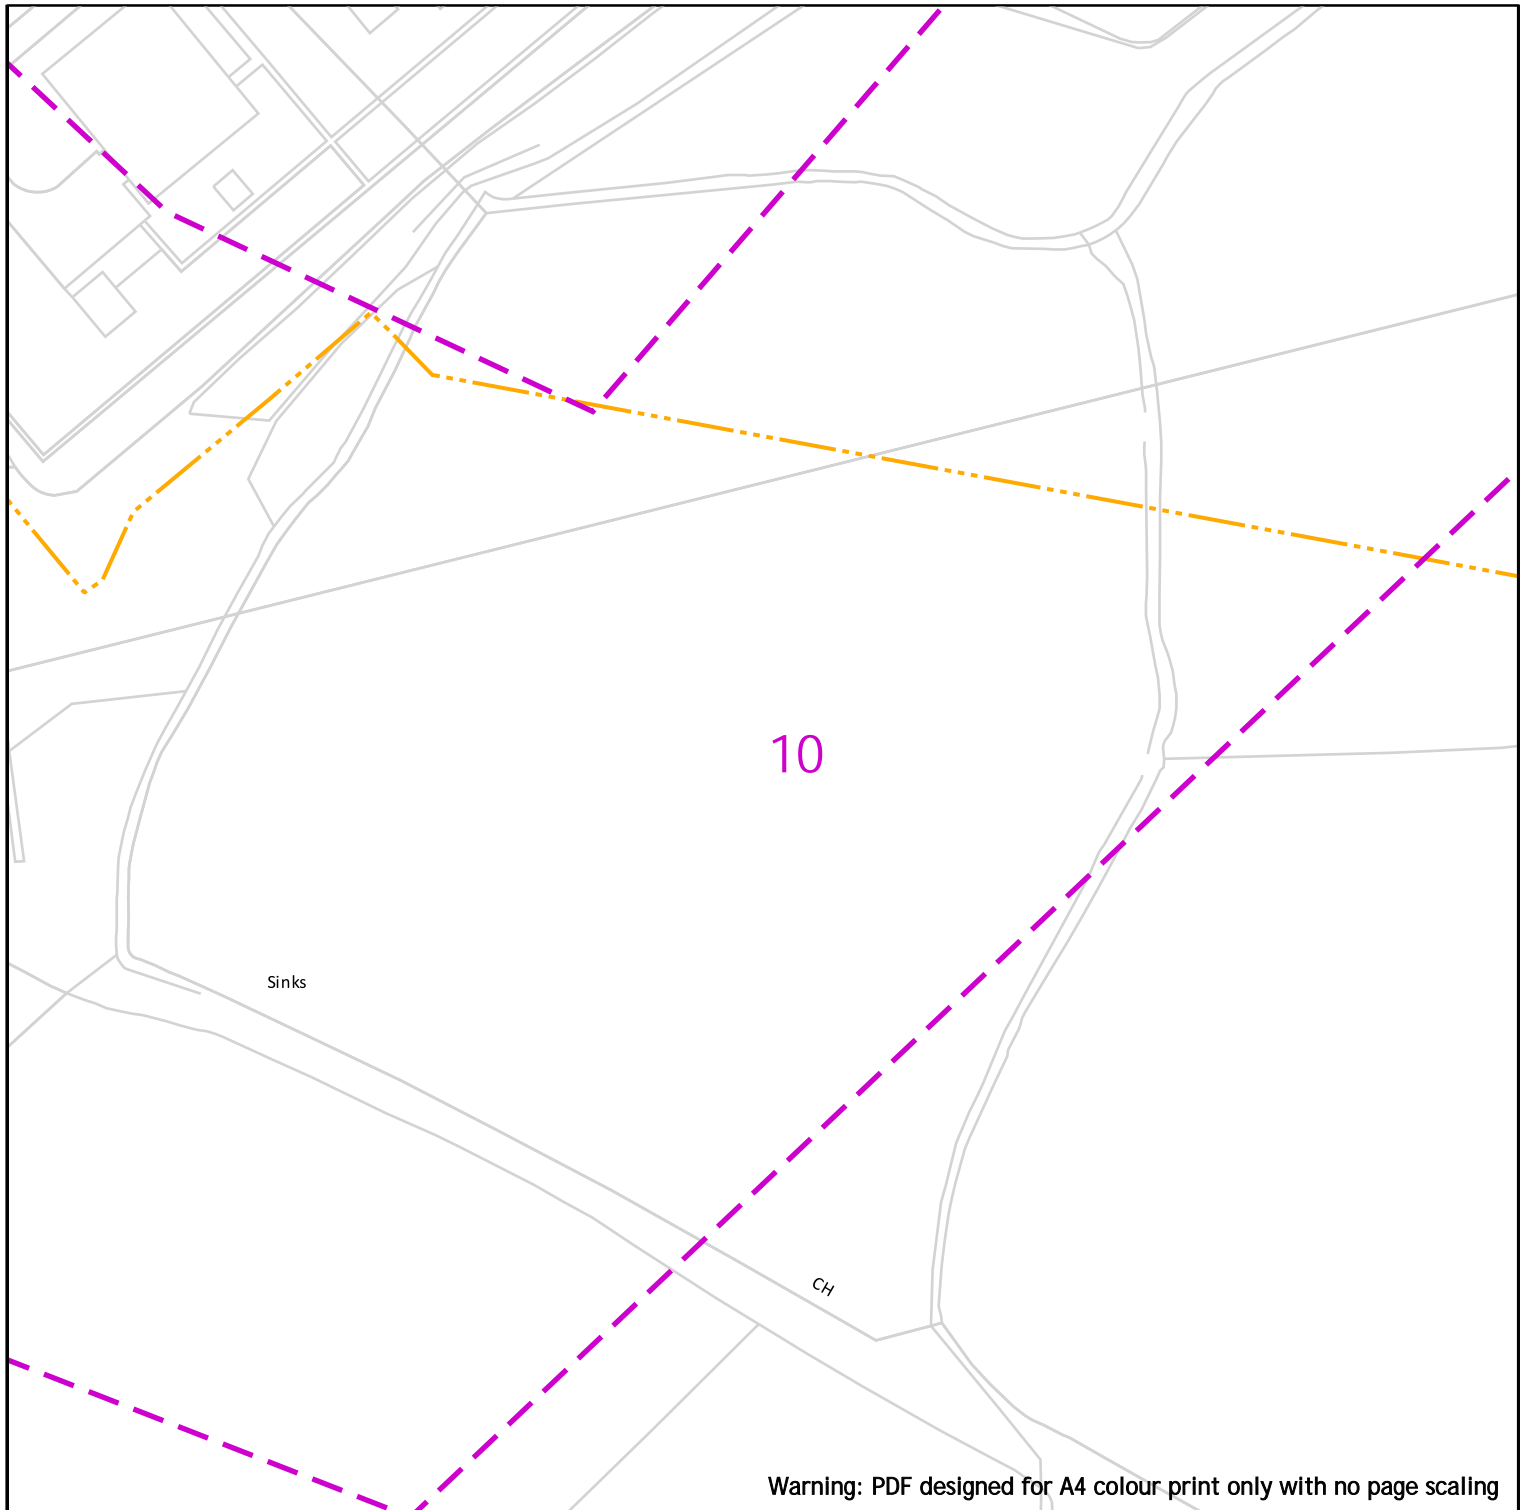 10
Sinks
CH
Warning: PDF designed for A4 colour print only with no page scaling